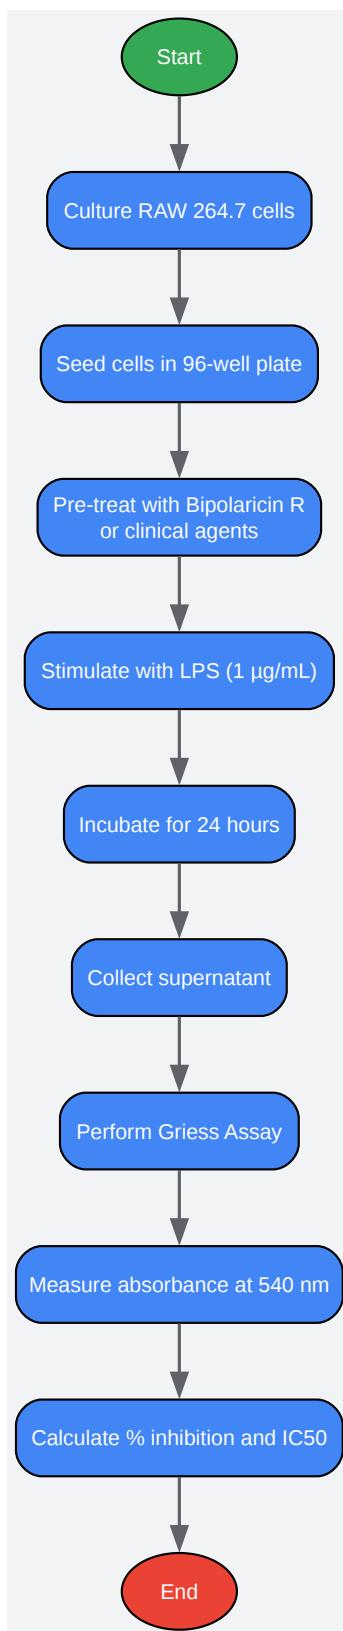 Start
Culture RAW 264.7 cells
Seed cells in 96-well plate
Pre-treat with Bipolaricin R
or clinical agents
Stimulate with LPS (1 µg/mL)
Incubate for 24 hours
Collect supernatant
Perform Griess Assay
Measure absorbance at 540 nm
Calculate % inhibition and IC50
End